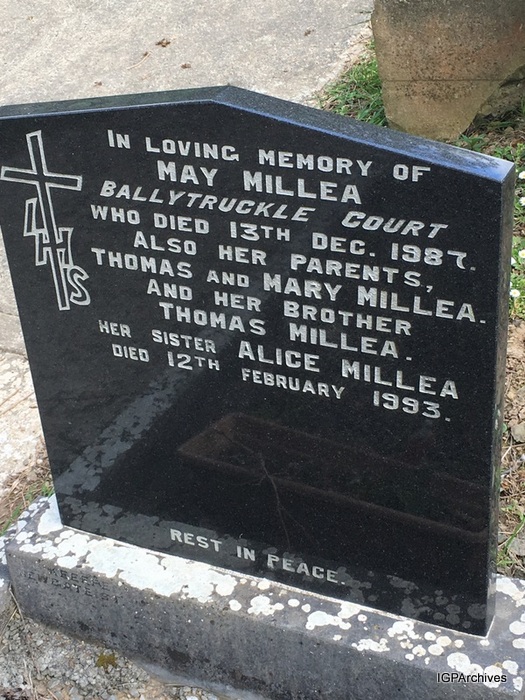 IN LOVING MEMORY OF
MAY MILLEA
BALLYTRUCKLE COURT
WHO DIED 13TH DEC. 1987.
ALSO HER PARENTS,
THOMAS AND MARY MILLEA.
AND HER BROTHER
THOMAS MILLEA.
HER SISTER ALICE MILLEA
DIED 12TH FEBRUARY 1993.
IHS
REST IN PEACE.
IGPArchives